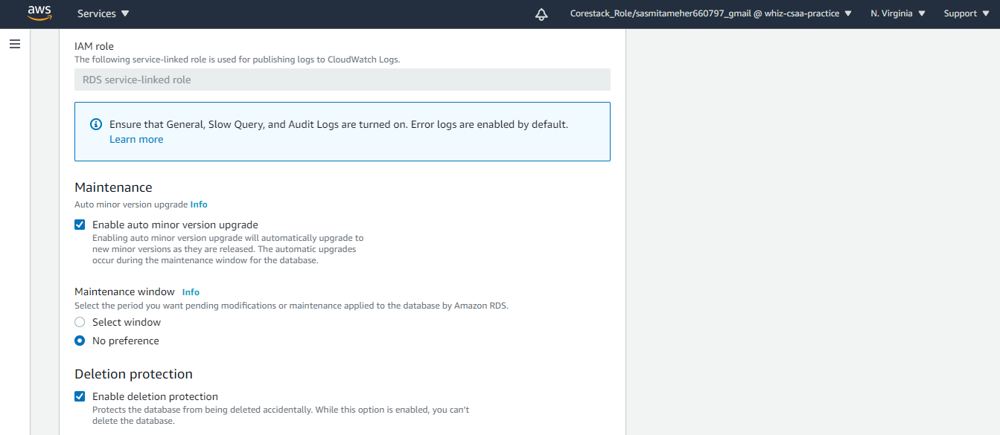 aws Services Corestack_Role/sasmitameher660797_gmail @ whiz-csaa-practice N. Virginia Support
IAM role
The following service-linked role is used for publishing logs to CloudWatch Logs.
RDS service-linked role
Ensure that General, Slow Query, and Audit Logs are turned on. Error logs are enabled by default.
Learn more
Maintenance
Auto minor version upgrade Info
Enable auto minor version upgrade
Enabling auto minor version upgrade will automatically upgrade to
new minor versions as they are released. The automatic upgrades
occur during the maintenance window for the database.
Maintenance window Info
Select the period you want pending modifications or maintenance applied to the database by Amazon RDS.
Select window
No preference
Deletion protection
Enable deletion protection
Protects the database from being deleted accidentally. While this option is enabled, you can't
delete the database.